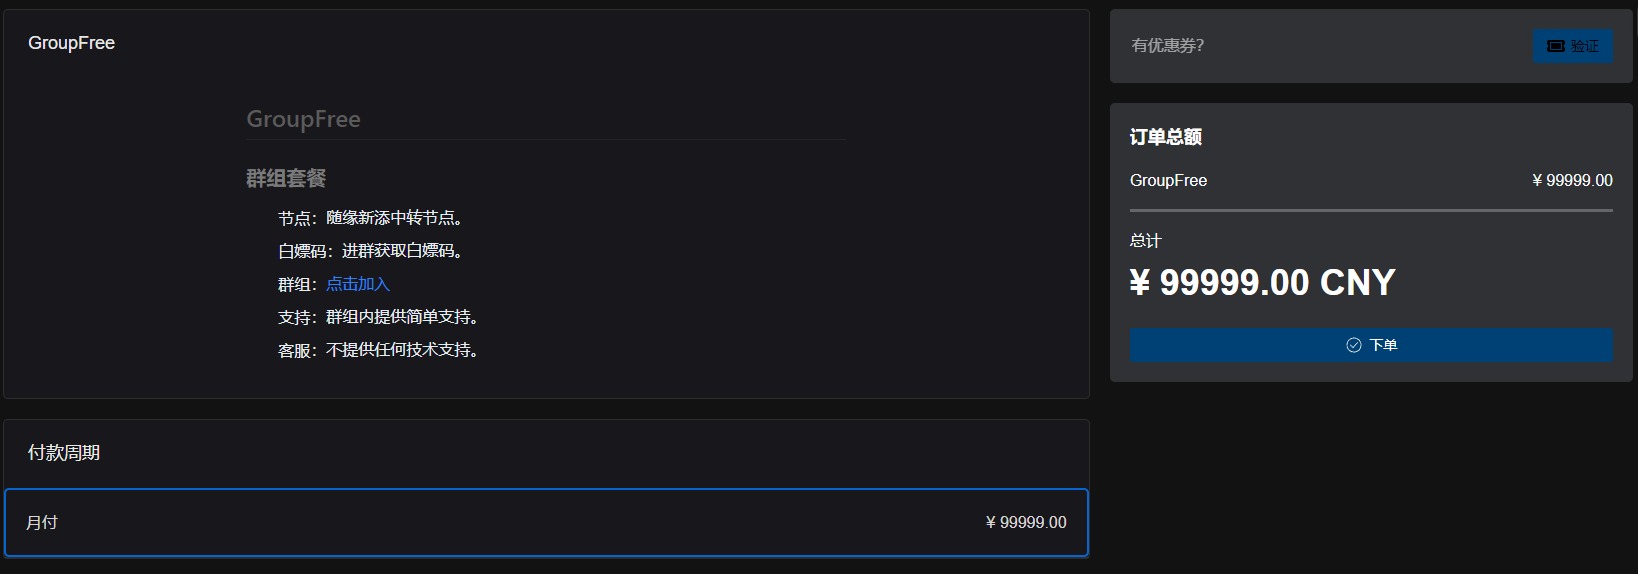 GroupFree
GroupFree
群组套餐
节点：随缘新添中转节点。
白嫖码：进群获取白嫖码。
群组：点击加入
支持：群组内提供简单支持。
客服：不提供任何技术支持。
付款周期
月付
¥ 99999.00
有优惠券？
验证
订单总额
GroupFree
¥ 99999.00
总计
¥ 99999.00 CNY
下单